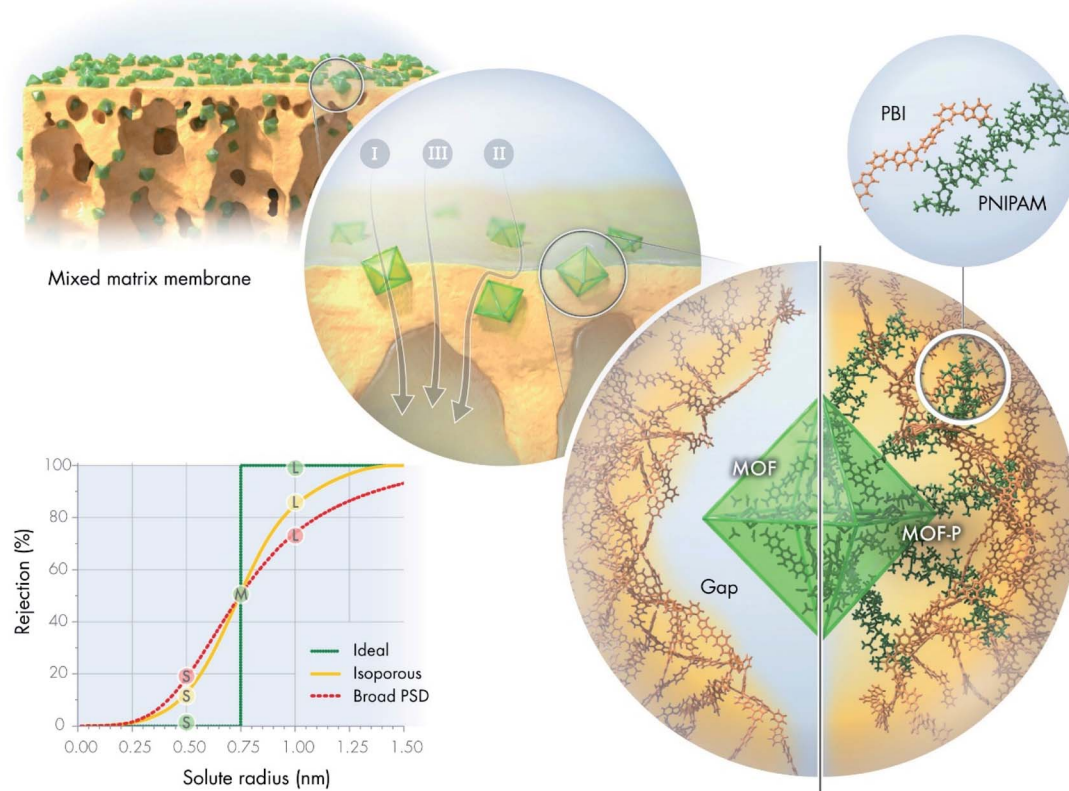 PBI
PNIPAM
I
III
II
Mixed matrix membrane
MOF
MOF-P
Gap
Rejection (%)
100
80
60
40
20
0
L
L
L
M
S
S
S
Ideal
Isoporous
Broad PSD
0.00 0.25 0.50 0.75 1.00 1.25 1.50
Solute radius (nm)